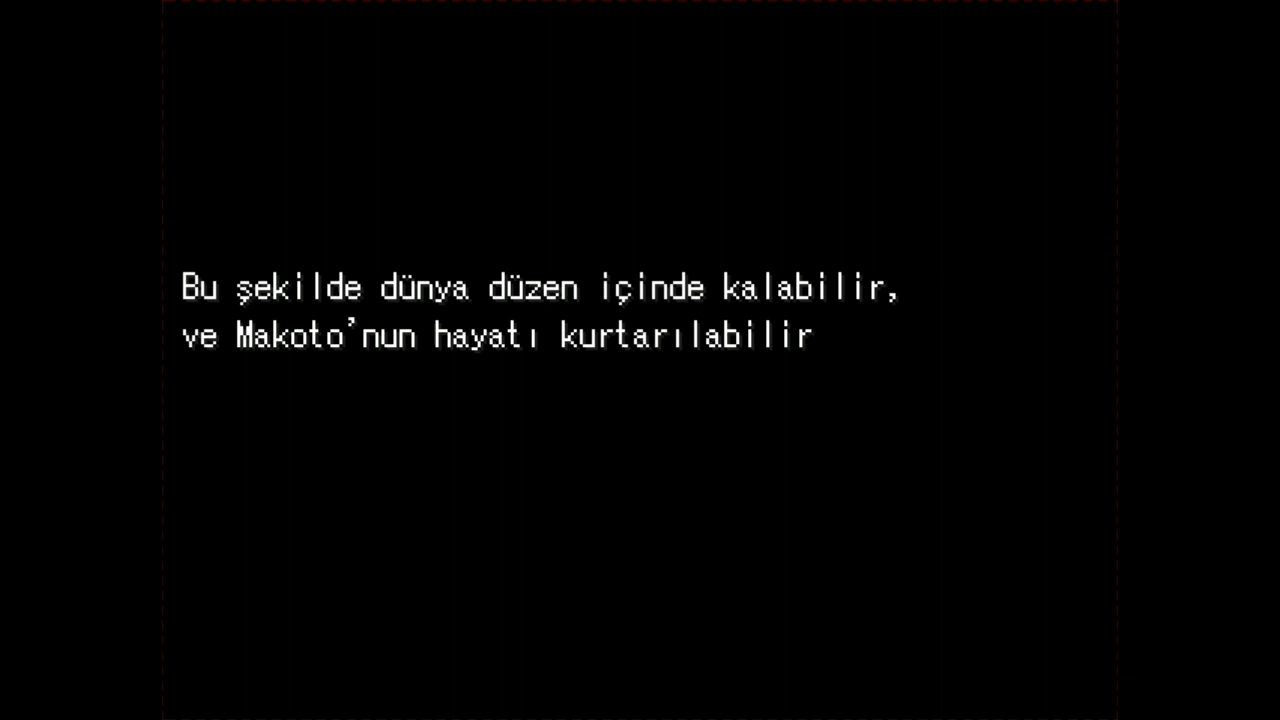 Bu şekilde dünya düzen içinde kalabilir,
ve Makoto'nun hayatı kurtarılabilir